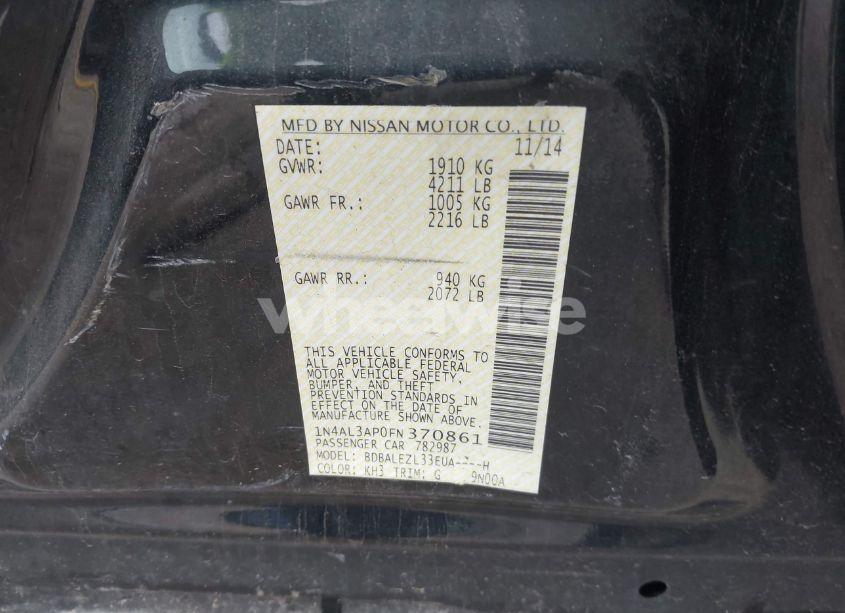 MFD BY NISSAN MOTOR CO., LTD.
DATE: 11/14
GVWR: 1910 KG
4211 LB
GAWR FR.: 1005 KG
2216 LB
GAWR RR.: 940 KG
2072 LB
wheelwise
THIS VEHICLE CONFORMS TO
ALL APPLICABLE FEDERAL
MOTOR VEHICLE SAFETY,
BUMPER, AND THEFT
PREVENTION STANDARDS IN
EFFECT ON THE DATE OF
MANUFACTURE SHOWN ABOVE.
1N4AL3AP0FN370861
PASSENGER CAR 782987
MODEL: BDBALEZL33EUA----H
COLOR: KH3 TRIM: G 9N00A